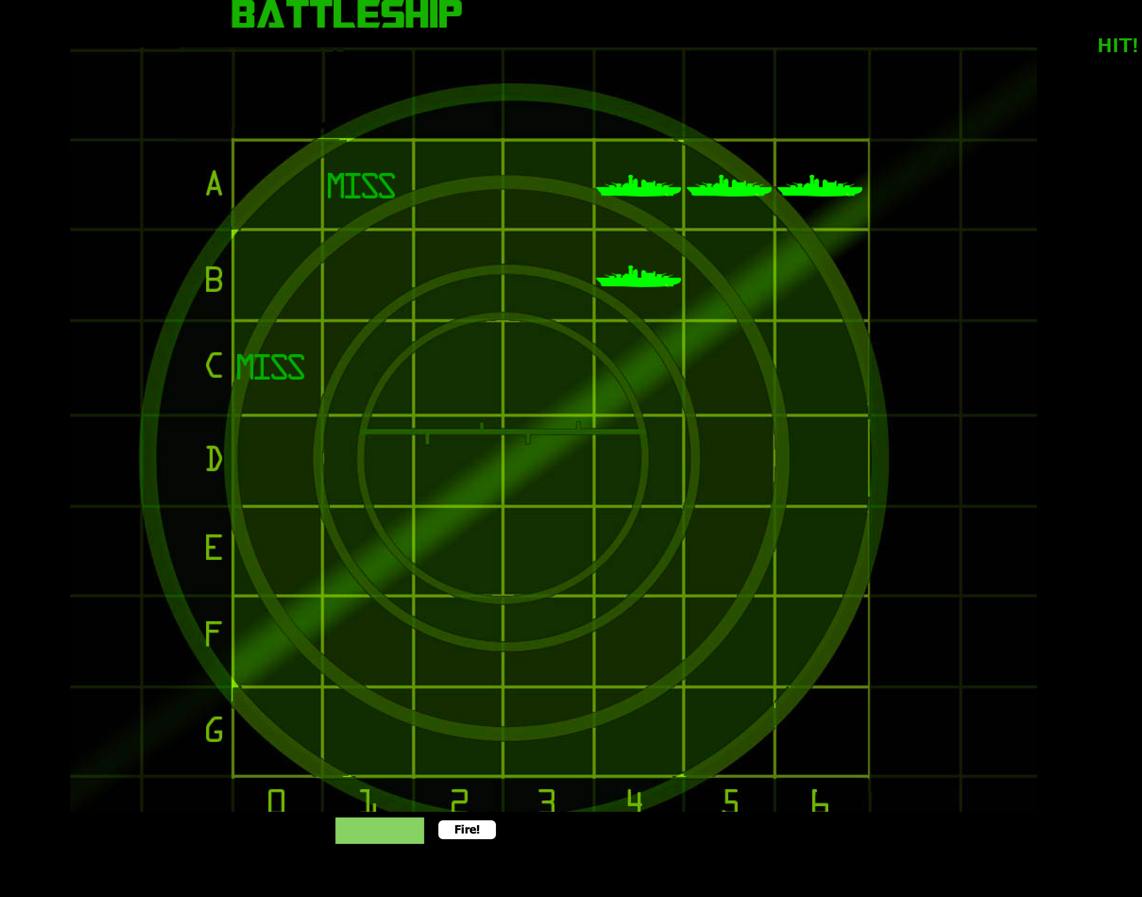 BATTLESHIP
HIT!
A MISS
B
C MISS
D
E
F
G
0 1 2 3 4 5 6
Fire!